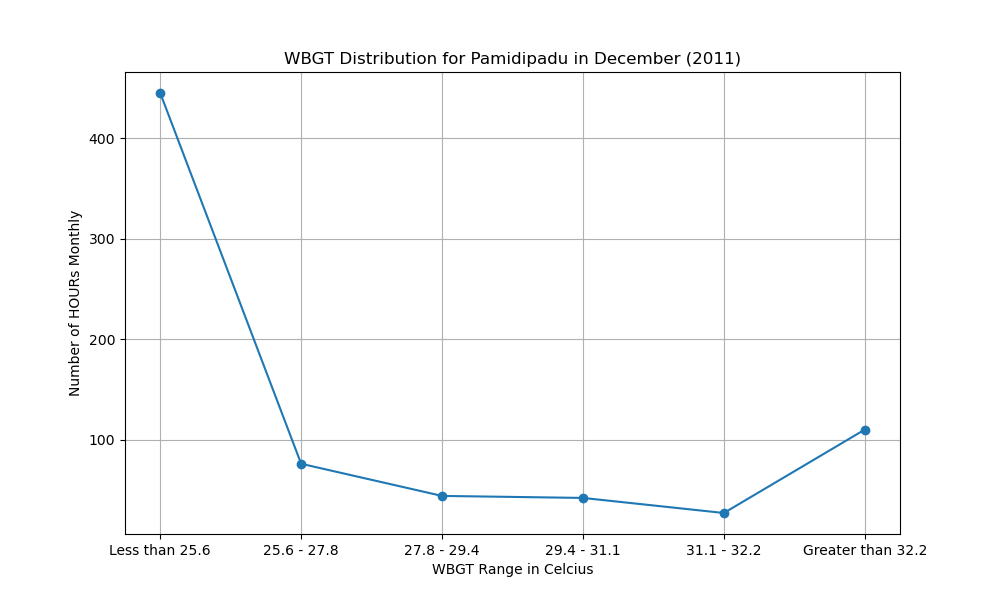 WBGT Distribution for Pamidipadu in December (2011)
Number of HOURs Monthly
400
300
200
100
Less than 25.6
25.6 - 27.8
27.8 - 29.4
29.4 - 31.1
31.1 - 32.2
Greater than 32.2
WBGT Range in Celcius